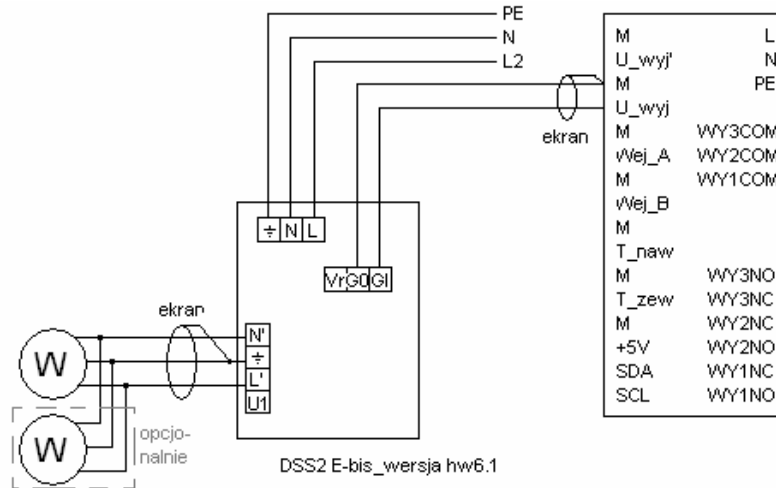 PE
N
L2
ekran
M L
U_wyj' N
M PE
U_wyj
M WY3COM
Wej_A WY2COM
M WY1COM
Wej_B
M
T_naw
M WY3NO
T_zew WY3NC
M WY2NC
+5V WY2NO
SDA WY1NC
SCL WY1NO
N L
Vr G0 GI
ekran
N'
L'
U1
W
W
opcjo-
nalnie
DSS2 E-bis_wersja hw6.1